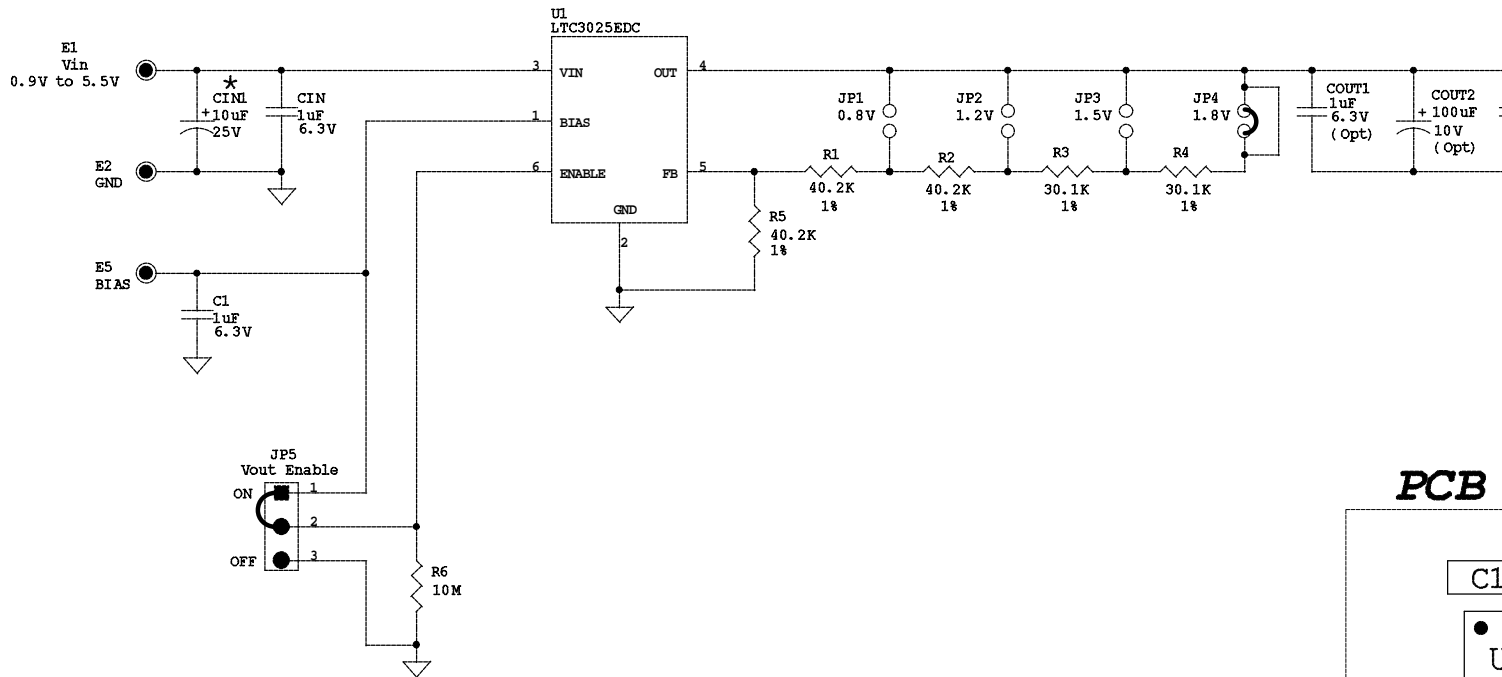 U1
LTC3025EDC
E1
Vin
0.9V to 5.5V
3
VIN
OUT
4
*
CIN1
+
10uF
25V
CIN
1uF
6.3V
1
BIAS
6
ENABLE
FB
5
GND
2
E2
GND
JP1
0.8V
JP2
1.2V
JP3
1.5V
JP4
1.8V
COUT1
1uF
6.3V
(Opt)
COUT2
+
100uF
10V
(Opt)
R1
40.2K
1%
R2
40.2K
1%
R3
30.1K
1%
R4
30.1K
1%
R5
40.2K
1%
E5
BIAS
C1
1uF
6.3V
JP5
Vout Enable
ON
1
2
OFF
3
R6
10M
PCB
C1
U